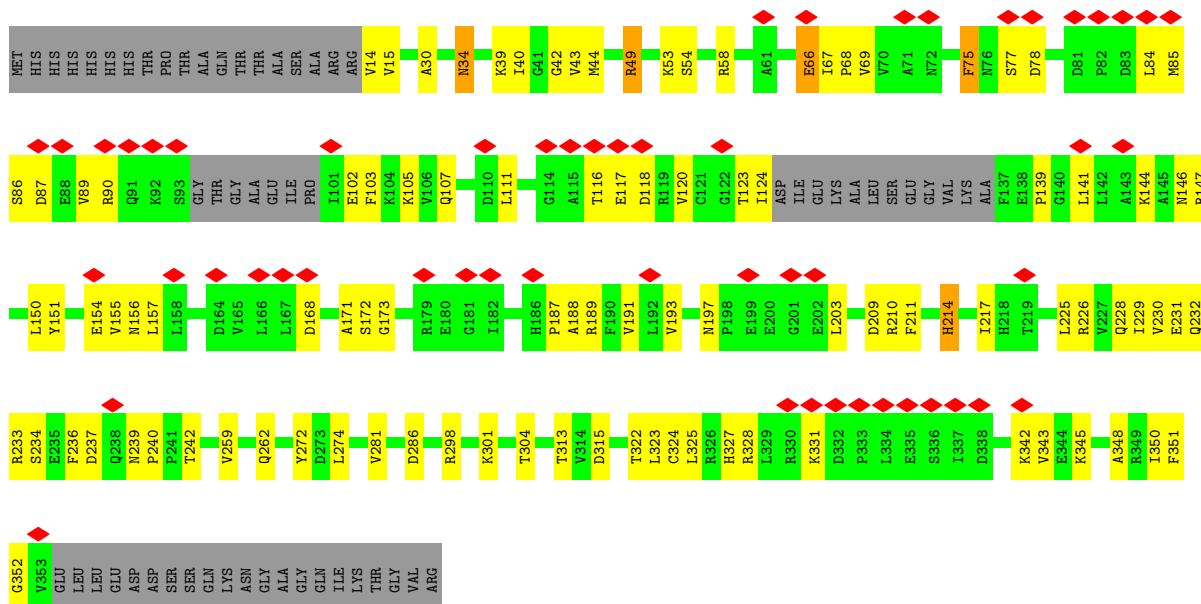 MET HIS HIS HIS HIS HIS HIS THR PRO THR ALA GLN THR THR ALA SER ALA ARG ARG V14 V15 A30 N34 K39 I40 G41 G42 V43 M44 R49 K53 S54 R58 A61 E66 I67 P68 V69 V70 A71 N72 F75 N76 S77 D78 D81 P82 D83 L84 M85
S86 D87 E88 V89 R90 Q91 K92 S93 GLY THR GLY ALA GLU ILE PRO I101 E102 F103 K104 K105 V106 Q107 D110 L111 G114 A115 T116 E117 D118 R119 V120 C121 G122 T123 I124 ASP ILE GLU LYS ALA LEU SER GLU GLY VAL LYS ALA F137 E138 P139 G140 L141 L142 A143 K144 A145 N146 R147
L150 Y151 E154 V155 N156 L157 L158 D164 V165 L166 L167 D168 A171 S172 G173 R179 E180 G181 I182 H186 P187 A188 R189 F190 V191 L192 V193 N197 P198 E199 E200 G201 E202 L203 D209 R210 F211 H214 I217 H218 T219 L225 R226 V227 Q228 I229 V230 E231 Q232
R233 S234 E235 F236 D237 Q238 N239 P240 P241 T242 V259 Q262 Y272 D273 L274 V281 D286 R298 K301 T304 T313 V314 D315 T322 L323 C324 L325 R326 H327 R328 L329 R330 K331 D332 P333 L334 E335 S336 I337 D338 K342 V343 E344 K345 A348 R349 I350 F351
G352 V353 GLU LEU LEU GLU ASP ASP SER SER GLN LYS ASN GLY ALA GLY GLN ILE LYS THR GLY VAL ARG